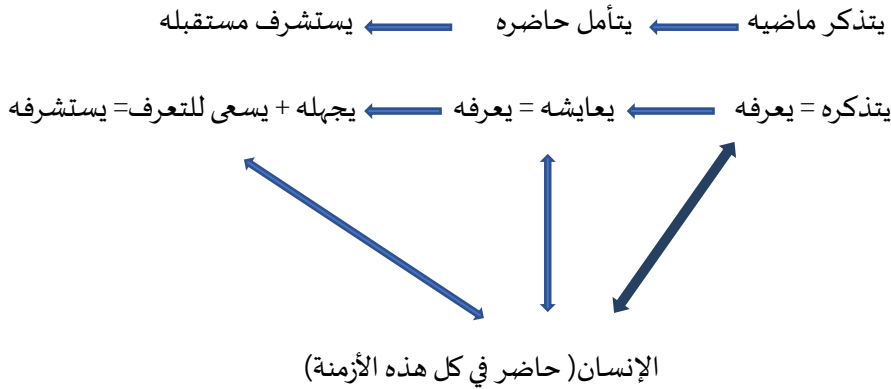 يتذكر ماضيه يتأمل حاضره يستشرف مستقبله
يتذكره = يعرفه يعايشه = يعرفه يجهله + يسعى للتعرف= يستشرفه
الإنسان( حاضر في كل هذه الأزمنة)